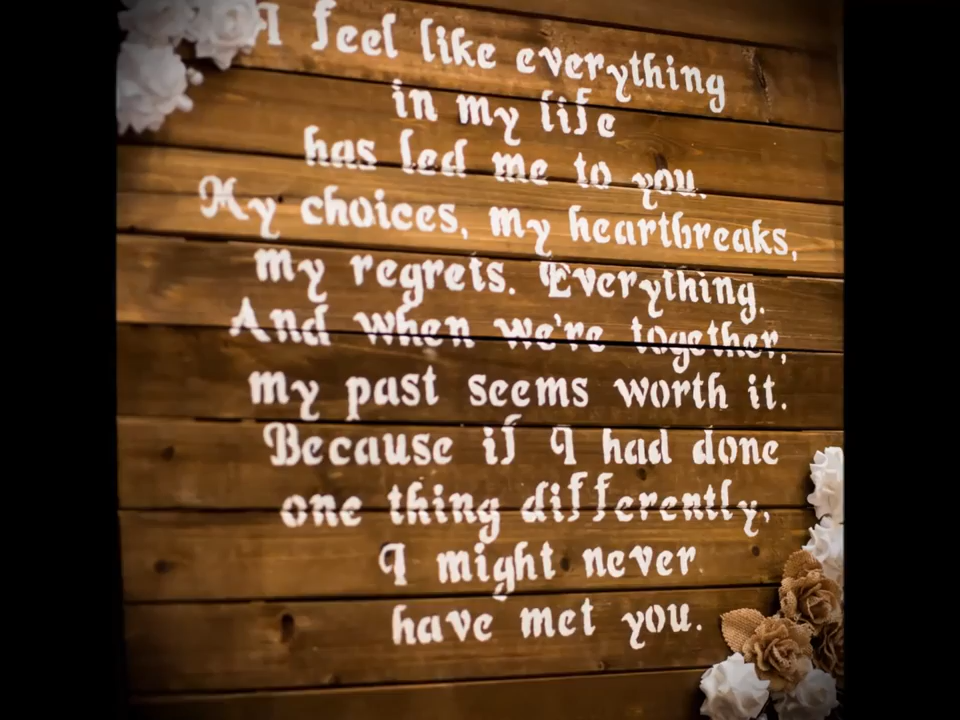 I feel like everything
in my life
has led me to you.
My choices, my heartbreaks,
my regrets. Everything.
And when we're together,
my past seems worth it.
Because if I had done
one thing differently,
I might never
have met you.